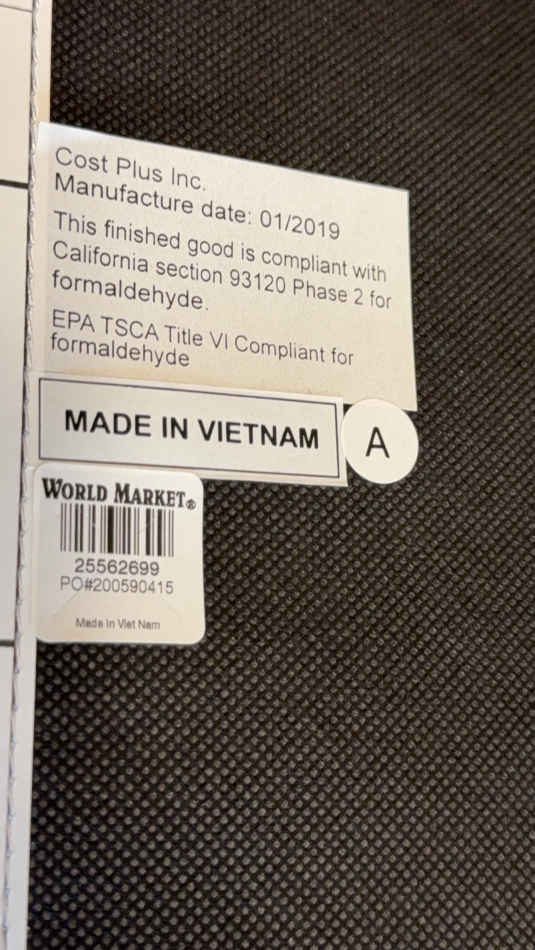 Cost Plus Inc.
Manufacture date: 01/2019
This finished good is compliant with
California section 93120 Phase 2 for
formaldehyde.
EPA TSCA Title VI Compliant for
formaldehyde
MADE IN VIETNAM
A
WORLD MARKET®
25562699
PO#200590415
Made In Viet Nam